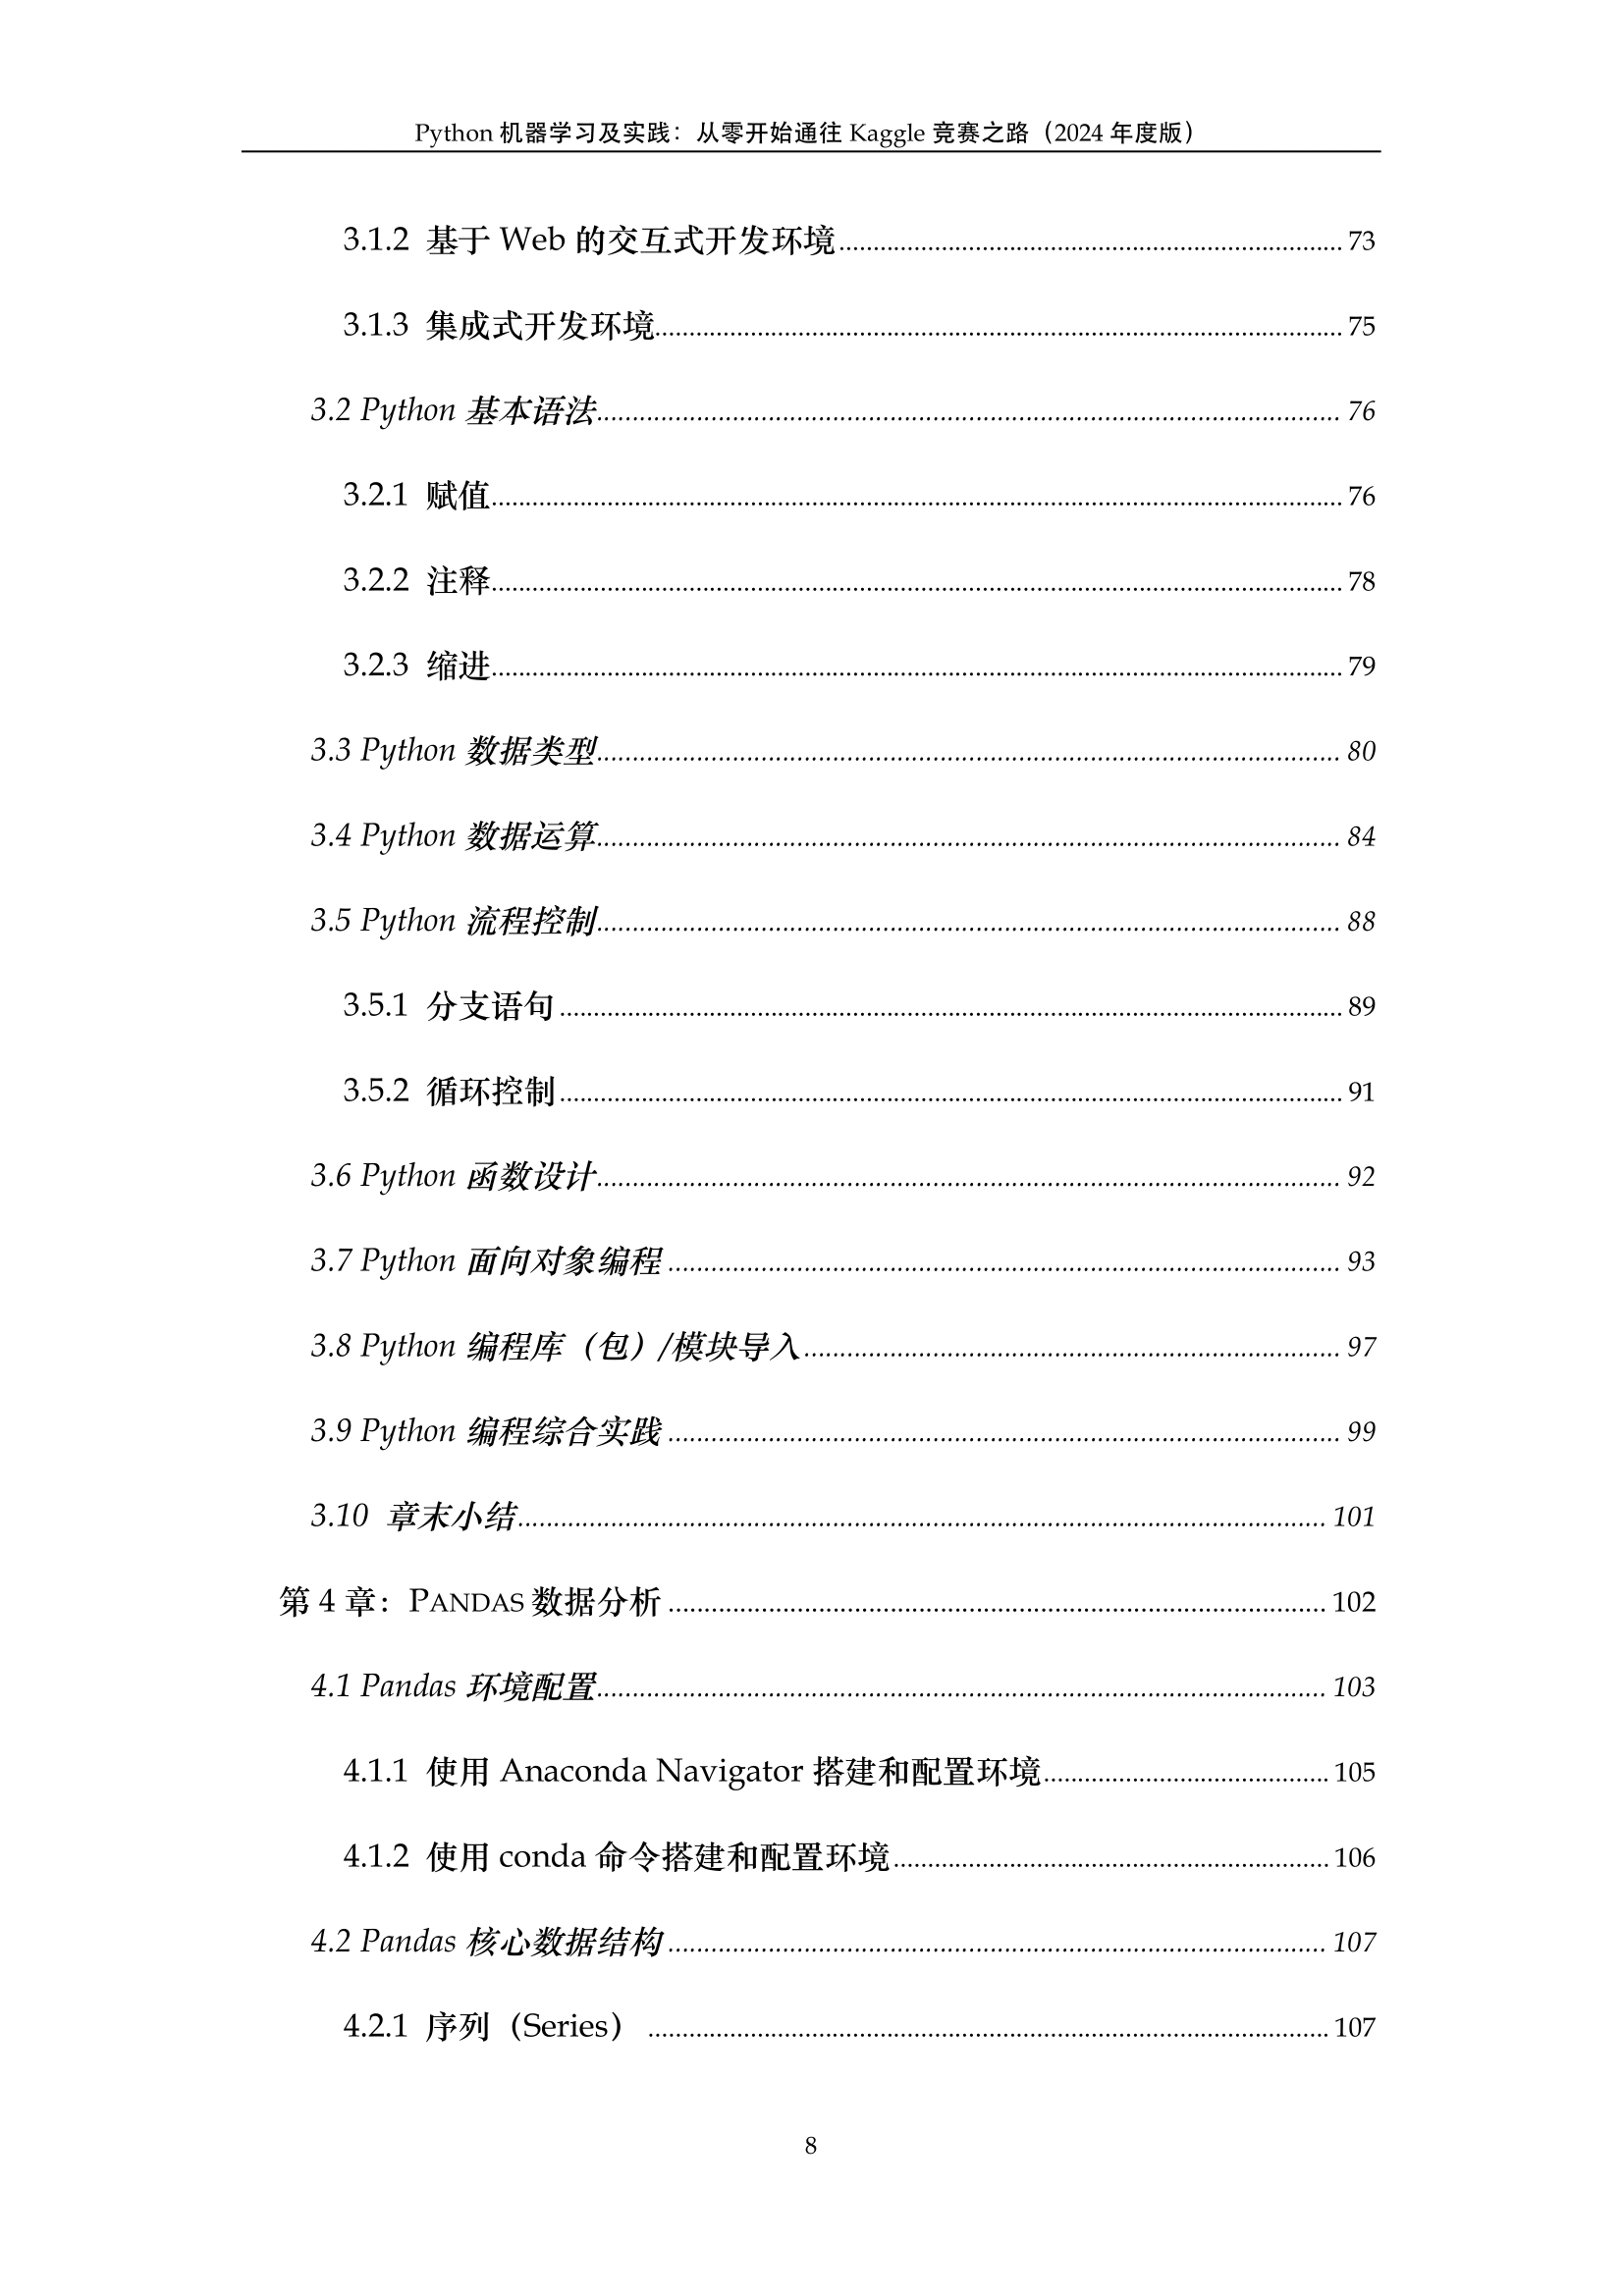 Python 机器学习及实践：从零开始通往 Kaggle 竞赛之路（2024 年度版）
3.1.2 基于 Web 的交互式开发环境 73
3.1.3 集成式开发环境 75
3.2 Python 基本语法 76
3.2.1 赋值 76
3.2.2 注释 78
3.2.3 缩进 79
3.3 Python 数据类型 80
3.4 Python 数据运算 84
3.5 Python 流程控制 88
3.5.1 分支语句 89
3.5.2 循环控制 91
3.6 Python 函数设计 92
3.7 Python 面向对象编程 93
3.8 Python 编程库（包）/模块导入 97
3.9 Python 编程综合实践 99
3.10 章末小结 101
第 4 章：PANDAS 数据分析 102
4.1 Pandas 环境配置 103
4.1.1 使用 Anaconda Navigator 搭建和配置环境 105
4.1.2 使用 conda 命令搭建和配置环境 106
4.2 Pandas 核心数据结构 107
4.2.1 序列（Series） 107
8